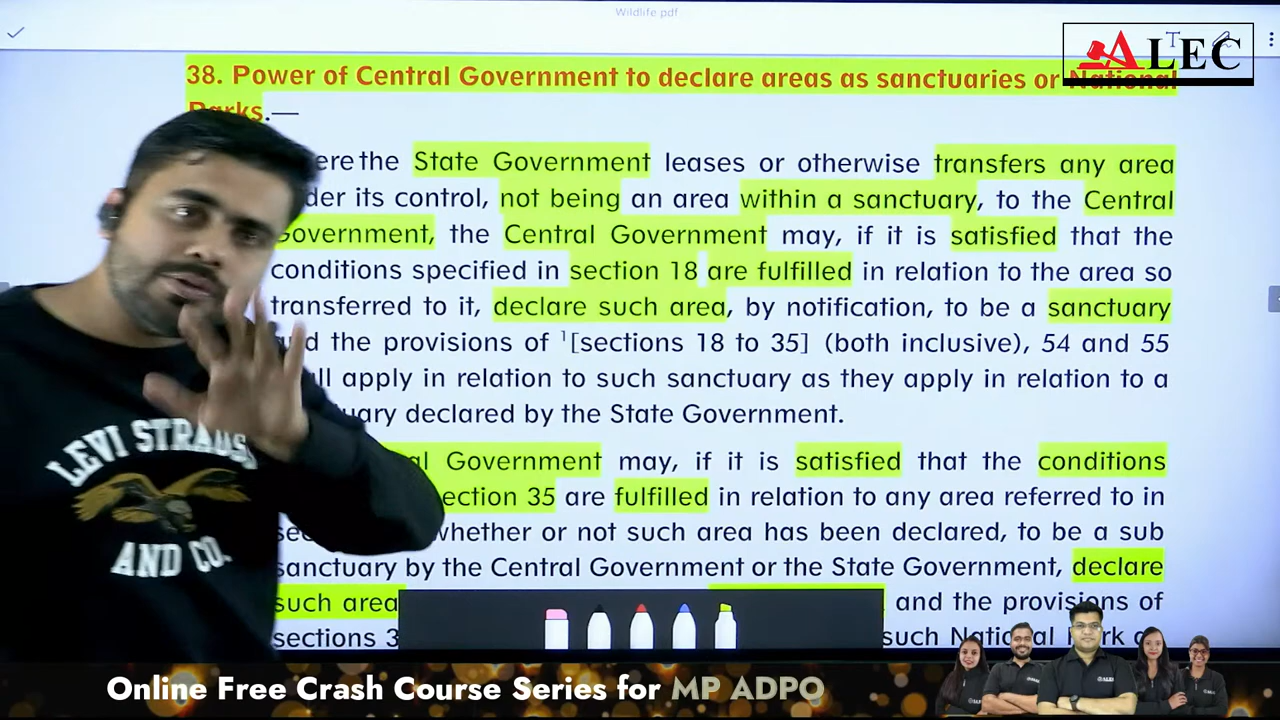 Wildlife.pdf
ALEC
38. Power of Central Government to declare areas as sanctuaries or National
Parks.—
the State Government leases or otherwise transfers any area
its control, not being an area within a sanctuary, to the Central
Government, the Central Government may, if it is satisfied that the
conditions specified in section 18 are fulfilled in relation to the area so
transferred to it, declare such area, by notification, to be a sanctuary
and the provisions of 1[sections 18 to 35] (both inclusive), 54 and 55
apply in relation to such sanctuary as they apply in relation to a
declared by the State Government.
Government may, if it is satisfied that the conditions
section 35 are fulfilled in relation to any area referred to in
whether or not such area has been declared, to be a sub
sanctuary by the Central Government or the State Government, declare
such area and the provisions of
sections such National Park
LEVI STRAUSS
AND CO.
Online Free Crash Course Series for MP ADPO